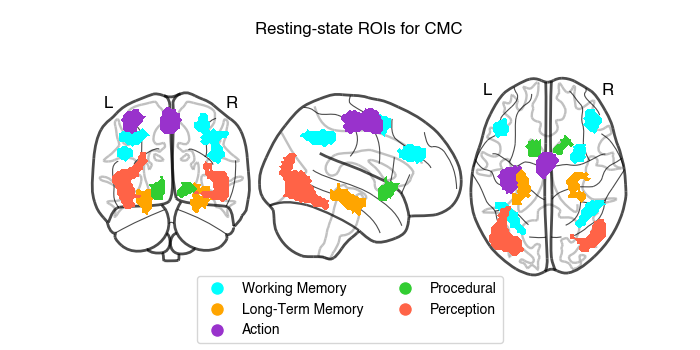 Resting-state ROIs for CMC
L
R
L
R
Working Memory
Long-Term Memory
Action
Procedural
Perception